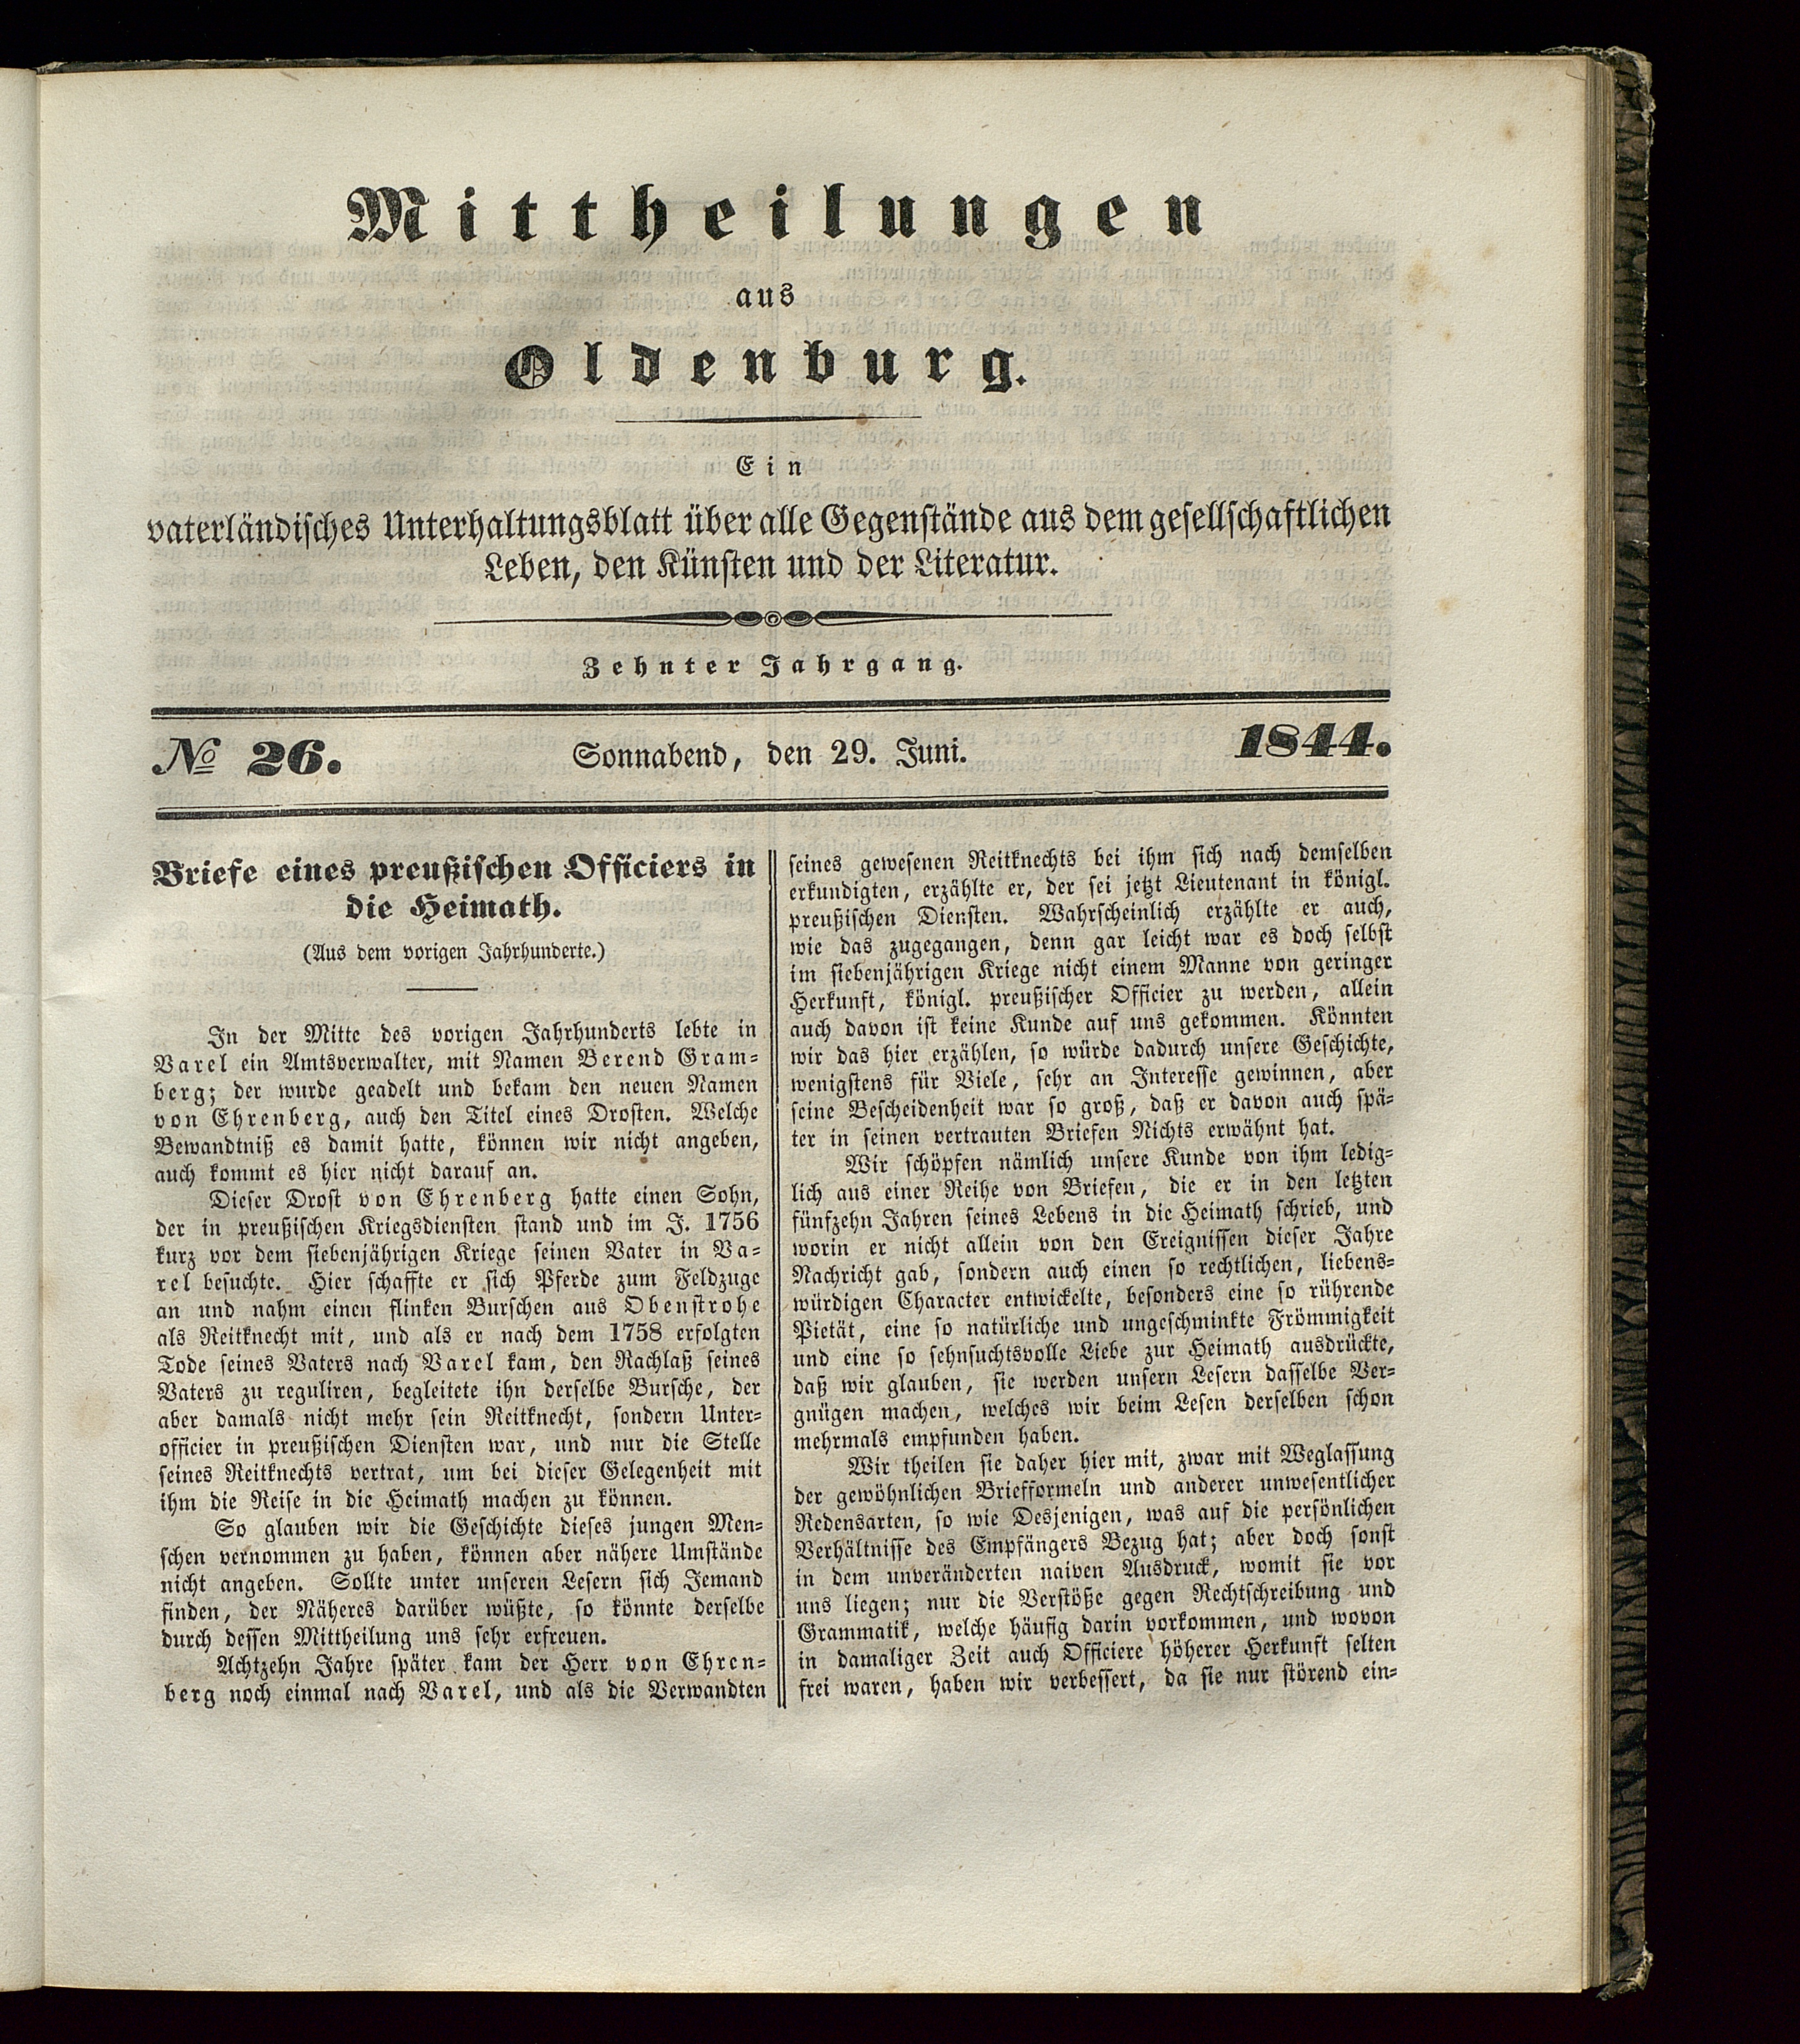 Mittheilungen
aus
Oldenburg.
Ein
vaterländisches Unterhaltungsblatt über alle Gegenstände aus dem gesellschaftlichen
Leben, den Künsten und der Literatur.
Zehnter Jahrgang.
№ 26.
Sonnabend, den 29. Juni.
1844.
Briefe eines preußischen Officiers in
die Heimath.
(Aus dem vorigen Jahrhunderte.)
In der Mitte des vorigen Jahrhunderts lebte in
Varel ein Amtsverwalter, mit Namen Berend Gram-
berg; der wurde geadelt und bekam den neuen Namen
von Ehrenberg, auch den Titel eines Drosten. Welche
Bewandtniß es damit hatte, können wir nicht angeben,
auch kommt es hier nicht darauf an.
Dieser Drost von Ehrenberg hatte einen Sohn,
der in preußischen Kriegsdiensten stand und im J. 1756
kurz vor dem siebenjährigen Kriege seinen Vater in Va-
rel besuchte. Hier schaffte er sich Pferde zum Feldzuge
an und nahm einen flinken Burschen aus Obenstrohe
als Reitknecht mit, und als er nach dem 1758 erfolgten
Tode seines Vaters nach Varel kam, den Nachlaß seines
Vaters zu reguliren, begleitete ihn derselbe Bursche, der
aber damals nicht mehr sein Reitknecht, sondern Unter-
officier in preußischen Diensten war, und nur die Stelle
seines Reitknechts vertrat, um bei dieser Gelegenheit mit
ihm die Reise in die Heimath machen zu können.
So glauben wir die Geschichte dieses jungen Men-
schen vernommen zu haben, können aber nähere Umstände
nicht angeben. Sollte unter unseren Lesern sich Jemand
finden, der Näheres darüber wüßte, so könnte derselbe
durch dessen Mittheilung uns sehr erfreuen.
Achtzehn Jahre später kam der Herr von Ehren-
berg noch einmal nach Varel, und als die Verwandten
seines gewesenen Reitknechts bei ihm sich nach demselben
erkundigten, erzählte er, der sei jetzt Lieutenant in königl.
preußischen Diensten. Wahrscheinlich erzählte er auch,
wie das zugegangen, denn gar leicht war es doch selbst
im siebenjährigen Kriege nicht einem Manne von geringer
Herkunft, königl. preußischer Officier zu werden, allein
auch davon ist keine Kunde auf uns gekommen. Könnten
wir das hier erzählen, so würde dadurch unsere Geschichte,
wenigstens für Viele, sehr an Interesse gewinnen, aber
seine Bescheidenheit war so groß, daß er davon auch spä-
ter in seinen vertrauten Briefen Nichts erwähnt hat.
Wir schöpfen nämlich unsere Kunde von ihm ledig-
lich aus einer Reihe von Briefen, die er in den letzten
fünfzehn Jahren seines Lebens in die Heimath schrieb, und
worin er nicht allein von den Ereignissen dieser Jahre
Nachricht gab, sondern auch einen so rechtlichen, liebens-
würdigen Character entwickelte, besonders eine so rührende
Pietät, eine so natürliche und ungeschminkte Frömmigkeit
und eine so sehnsuchtsvolle Liebe zur Heimath ausdrückte,
daß wir glauben, sie werden unsern Lesern dasselbe Ver-
gnügen machen, welches wir beim Lesen derselben schon
mehrmals empfunden haben.
Wir theilen sie daher hier mit, zwar mit Weglassung
der gewöhnlichen Briefformeln und anderer unwesentlicher
Redensarten, so wie Desjenigen, was auf die persönlichen
Verhältnisse des Empfängers Bezug hat; aber doch sonst
in dem unveränderten naiven Ausdruck, womit sie vor
uns liegen; nur die Verstöße gegen Rechtschreibung und
Grammatik, welche häufig darin vorkommen, und wovon
in damaliger Zeit auch Officiere höherer Herkunft selten
frei waren, haben wir verbessert, da sie nur störend ein-